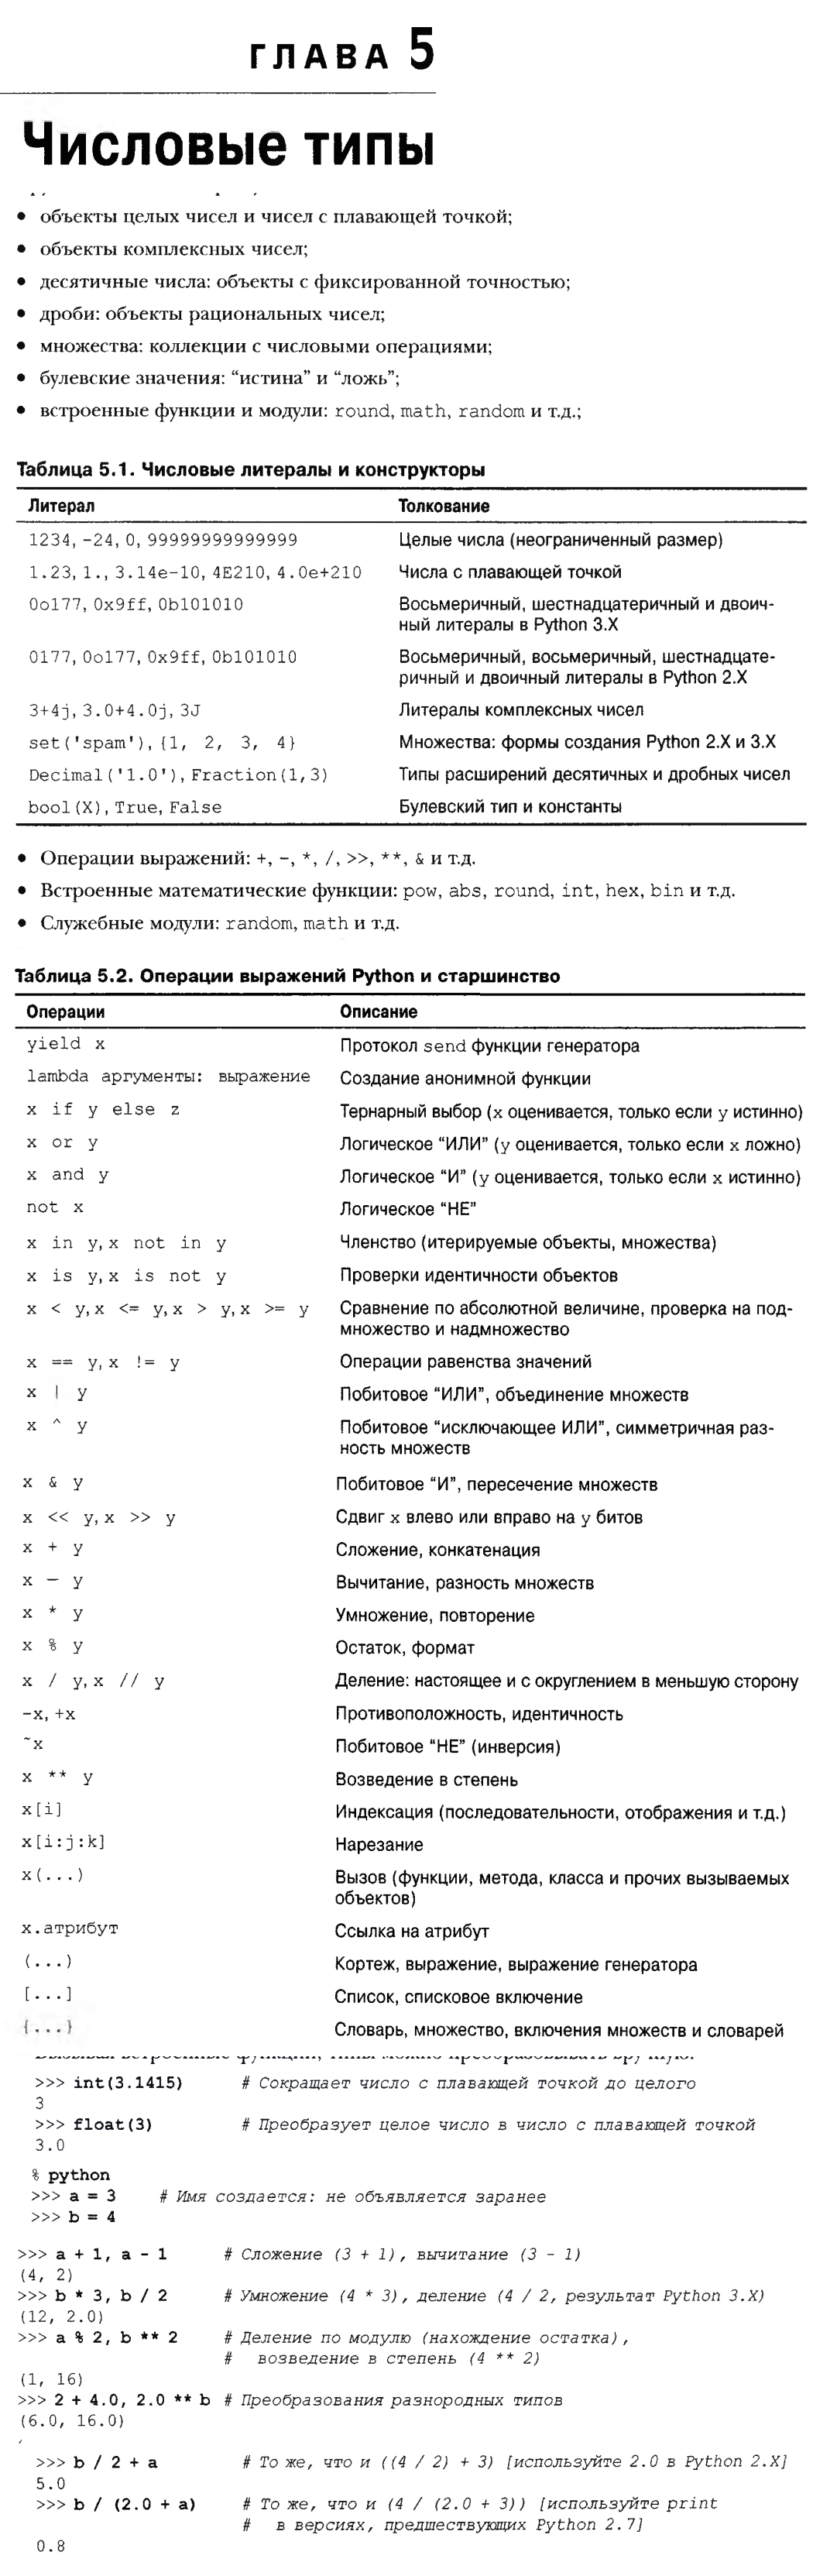 ГЛАВА 5
Числовые типы
• объекты целых чисел и чисел с плавающей точкой;
• объекты комплексных чисел;
• десятичные числа: объекты с фиксированной точностью;
• дроби: объекты рациональных чисел;
• множества: коллекции с числовыми операциями;
• булевские значения: “истина” и “ложь”;
• встроенные функции и модули: round, math, random и т.д.;
Таблица 5.1. Числовые литералы и конструкторы
Литерал Толкование
1234, -24, 0, 99999999999999 Целые числа (неограниченный размер)
1.23, 1., 3.14e-10, 4E210, 4.0e+210 Числа с плавающей точкой
0o177, 0x9ff, 0b101010 Восьмеричный, шестнадцатеричный и двоич-
ный литералы в Python 3.X
0177, 0o177, 0x9ff, 0b101010 Восьмеричный, восьмеричный, шестнадцате-
ричный и двоичный литералы в Python 2.X
3+4j, 3.0+4.0j, 3J Литералы комплексных чисел
set('spam'), {1, 2, 3, 4} Множества: формы создания Python 2.X и 3.X
Decimal('1.0'), Fraction(1,3) Типы расширений десятичных и дробных чисел
bool(X), True, False Булевский тип и константы
• Операции выражений: +, -, *, /, >>, **, & и т.д.
• Встроенные математические функции: pow, abs, round, int, hex, bin и т.д.
• Служебные модули: random, math и т.д.
Таблица 5.2. Операции выражений Python и старшинство
Операции Описание
yield x Протокол send функции генератора
lambda аргументы: выражение Создание анонимной функции
x if y else z Тернарный выбор (x оценивается, только если y истинно)
x or y Логическое “ИЛИ” (y оценивается, только если x ложно)
x and y Логическое “И” (y оценивается, только если x истинно)
not x Логическое “НЕ”
x in y, x not in y Членство (итерируемые объекты, множества)
x is y, x is not y Проверки идентичности объектов
x < y, x <= y, x > y, x >= y Сравнение по абсолютной величине, проверка на под-
множество и надмножество
x == y, x != y Операции равенства значений
x | y Побитовое “ИЛИ”, объединение множеств
x ^ y Побитовое “исключающее ИЛИ”, симметричная раз-
ность множеств
x & y Побитовое “И”, пересечение множеств
x << y, x >> y Сдвиг x влево или вправо на y битов
x + y Сложение, конкатенация
x — y Вычитание, разность множеств
x * y Умножение, повторение
x % y Остаток, формат
x / y, x // y Деление: настоящее и с округлением в меньшую сторону
-x, +x Противоположность, идентичность
~x Побитовое “НЕ” (инверсия)
x ** y Возведение в степень
x[i] Индексация (последовательности, отображения и т.д.)
x[i:j:k] Нарезание
x(...) Вызов (функции, метода, класса и прочих вызываемых
объектов)
x.атрибут Ссылка на атрибут
(...) Кортеж, выражение, выражение генератора
[...] Список, списковое включение
{...} Словарь, множество, включения множеств и словарей
>>> int(3.1415) # Сокращает число с плавающей точкой до целого
3
>>> float(3) # Преобразует целое число в число с плавающей точкой
3.0
% python
>>> a = 3 # Имя создается: не объявляется заранее
>>> b = 4
>>> a + 1, a - 1 # Сложение (3 + 1), вычитание (3 - 1)
(4, 2)
>>> b * 3, b / 2 # Умножение (4 * 3), деление (4 / 2, результат Python 3.X)
(12, 2.0)
>>> a % 2, b ** 2 # Деление по модулю (нахождение остатка),
# возведение в степень (4 ** 2)
(1, 16)
>>> 2 + 4.0, 2.0 ** b # Преобразования разнородных типов
(6.0, 16.0)
>>> b / 2 + a # То же, что и ((4 / 2) + 3) [используйте 2.0 в Python 2.X]
5.0
>>> b / (2.0 + a) # То же, что и (4 / (2.0 + 3)) [используйте print
# в версиях, предшествующих Python 2.7]
0.8